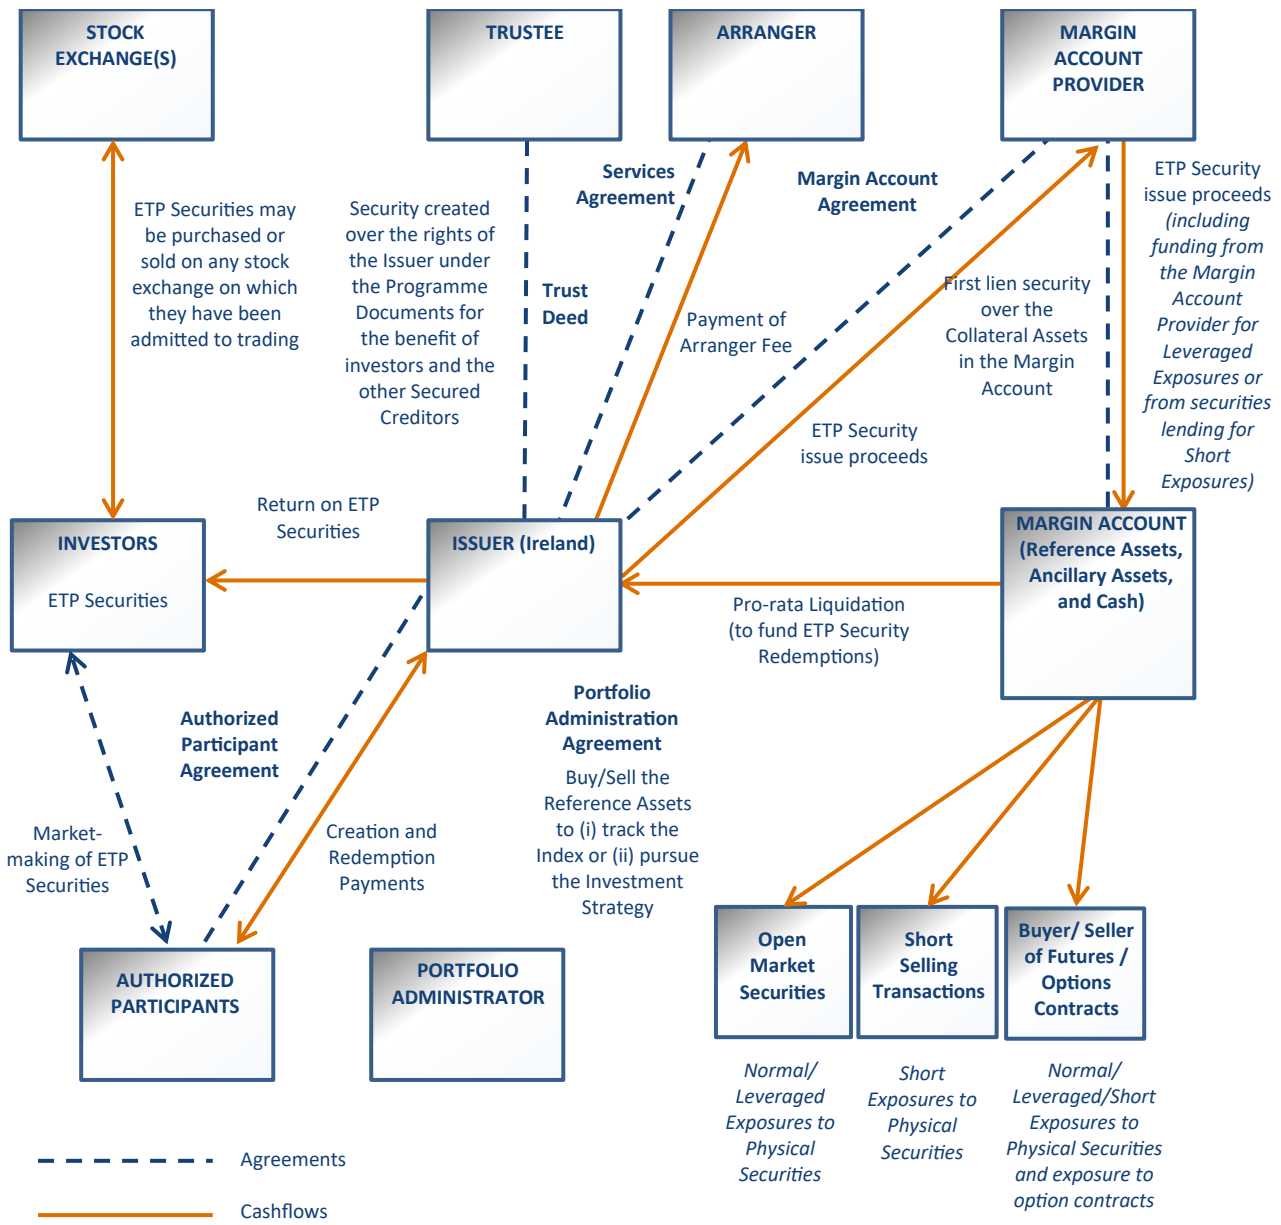 STOCK
EXCHANGE(S)
TRUSTEE
ARRANGER
MARGIN
ACCOUNT
PROVIDER
ETP Securities may
be purchased or
sold on any stock
exchange on which
they have been
admitted to trading
Security created
over the rights of
the Issuer under
the Programme
Documents for
the benefit of
investors and the
other Secured
Creditors
Trust
Deed
Services
Agreement
Payment of
Arranger Fee
Margin Account
Agreement
First lien security
over the
Collateral Assets
in the Margin
Account
ETP Security
issue proceeds
ETP Security
issue proceeds
(including
funding from
the Margin
Account
Provider for
Leveraged
Exposures or
from securities
lending for
Short
Exposures)
Return on ETP
Securities
INVESTORS
ETP Securities
ISSUER (Ireland)
MARGIN ACCOUNT
(Reference Assets,
Ancillary Assets,
and Cash)
Pro-rata Liquidation
(to fund ETP Security
Redemptions)
Authorized
Participant
Agreement
Portfolio
Administration
Agreement
Buy/Sell the
Reference Assets
to (i) track the
Index or (ii) pursue
the Investment
Strategy
Market-
making of ETP
Securities
Creation and
Redemption
Payments
AUTHORIZED
PARTICIPANTS
PORTFOLIO
ADMINISTRATOR
Open
Market
Securities
Short
Selling
Transactions
Buyer/ Seller
of Futures /
Options
Contracts
Normal/
Leveraged
Exposures to
Physical
Securities
Short
Exposures to
Physical
Securities
Normal/
Leveraged/Short
Exposures to
Physical Securities
and exposure to
option contracts
Agreements
Cashflows